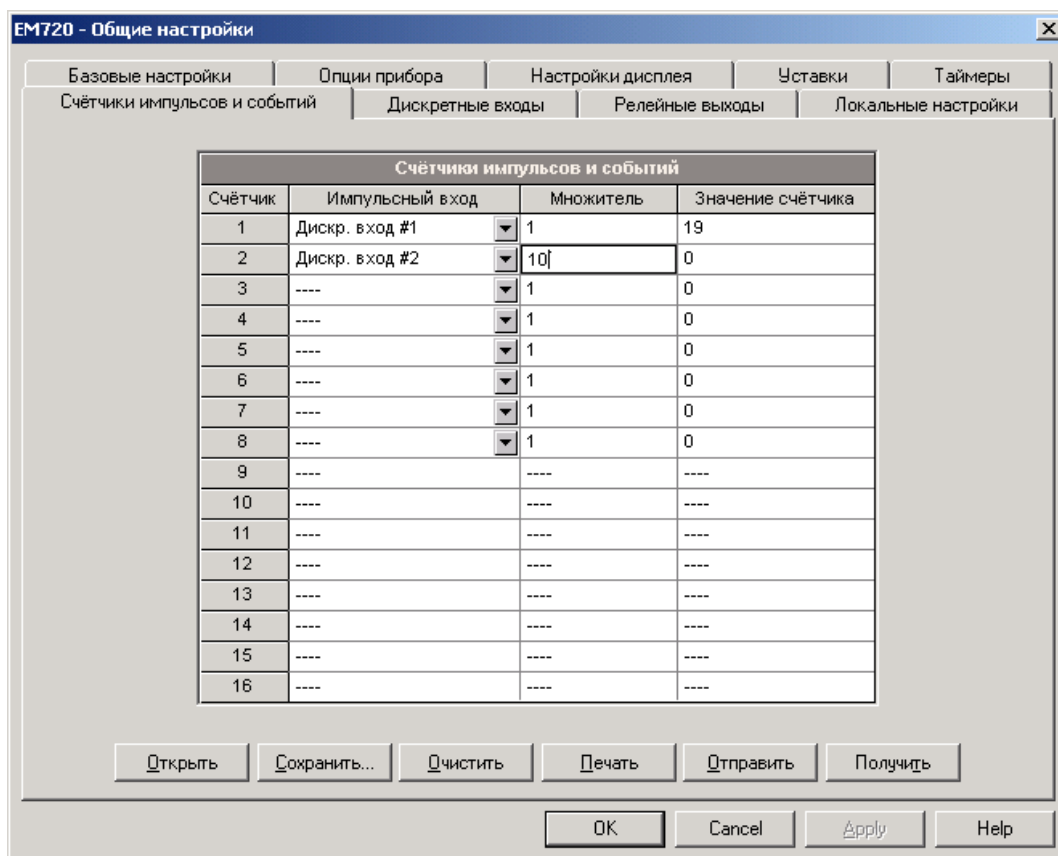 EM720 - Общие настройки
Базовые настройки Опции прибора Настройки дисплея Уставки Таймеры
Счётчики импульсов и событий Дискретные входы Релейные выходы Локальные настройки
Счётчики импульсов и событий
Счётчик Импульсный вход Множитель Значение счётчика
1 Дискр. вход #1 1 19
2 Дискр. вход #2 10 0
3 ---- 1 0
4 ---- 1 0
5 ---- 1 0
6 ---- 1 0
7 ---- 1 0
8 ---- 1 0
9 ---- ---- ----
10 ---- ---- ----
11 ---- ---- ----
12 ---- ---- ----
13 ---- ---- ----
14 ---- ---- ----
15 ---- ---- ----
16 ---- ---- ----
Открыть Сохранить... Очистить Печать Отправить Получить
OK Cancel Apply Help